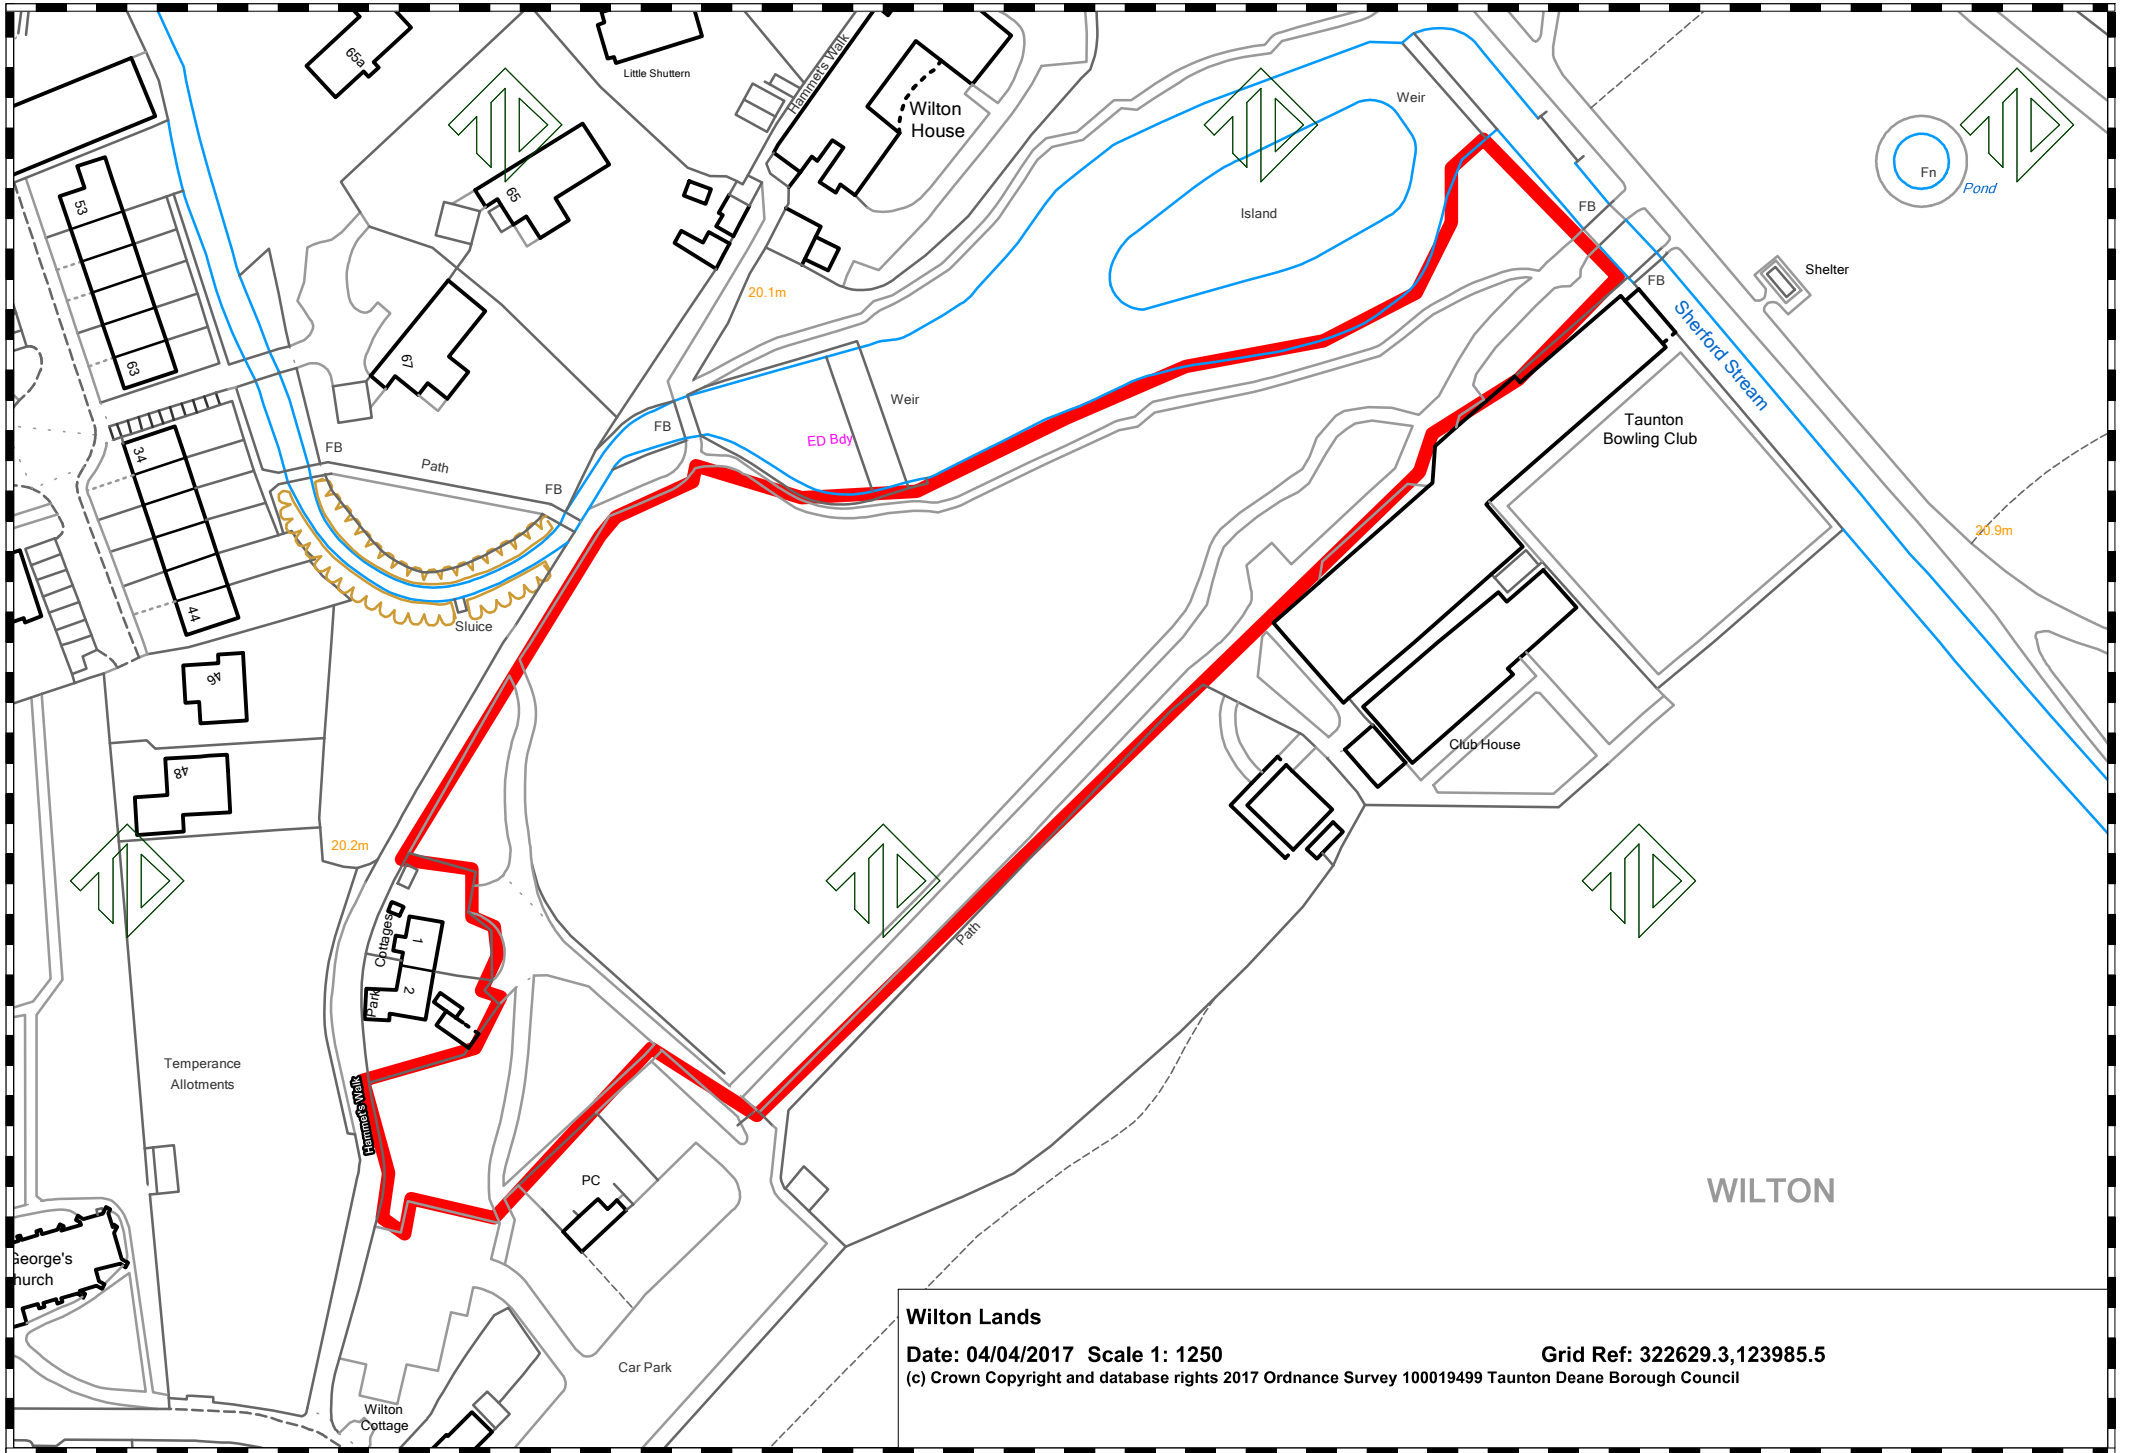 65a
Little Shuttern
Hammet's Walk
Wilton
House
Weir
53
65
Fn
Pond
Island
FB
20.1m
Shelter
FB
Sherford Stream
63
67
Weir
Taunton
Bowling Club
FB
ED Bdy
34
FB
Path
FB
20.9m
44
Sluice
46
Club House
48
20.2m
1
Cottages
Park
2
Path
Temperance
Allotments
Hammet's Walk
PC
WILTON
George's
hurch
Wilton Lands
Date: 04/04/2017 Scale 1: 1250
Grid Ref: 322629.3,123985.5
(c) Crown Copyright and database rights 2017 Ordnance Survey 100019499 Taunton Deane Borough Council
Car Park
Wilton
Cottage